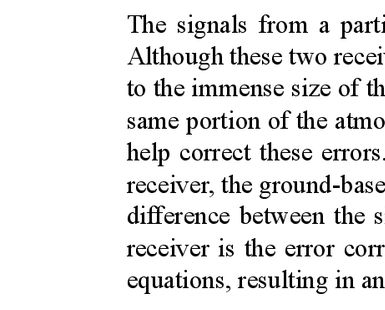 The signals from a parti
Although these two recei
to the immense size of th
same portion of the atmo
help correct these errors.
receiver, the ground-base
difference between the s
receiver is the error corr
equations, resulting in an